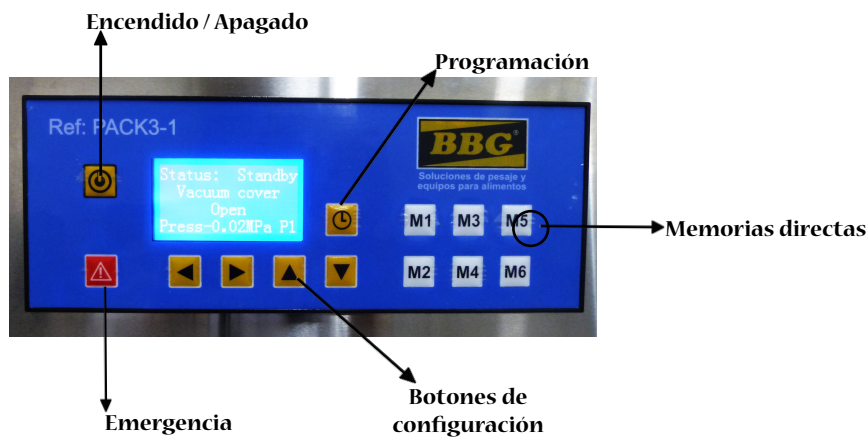 Encendido / Apagado
Programación
Ref: PACK3-1
BBG®
Soluciones de pesaje y
equipos para alimentos
Status: Standby
Vacuum cover
Open
Press-0.02MPa P1
M1 M3 M5
Memorias directas
M2 M4 M6
Botones de
configuración
Emergencia